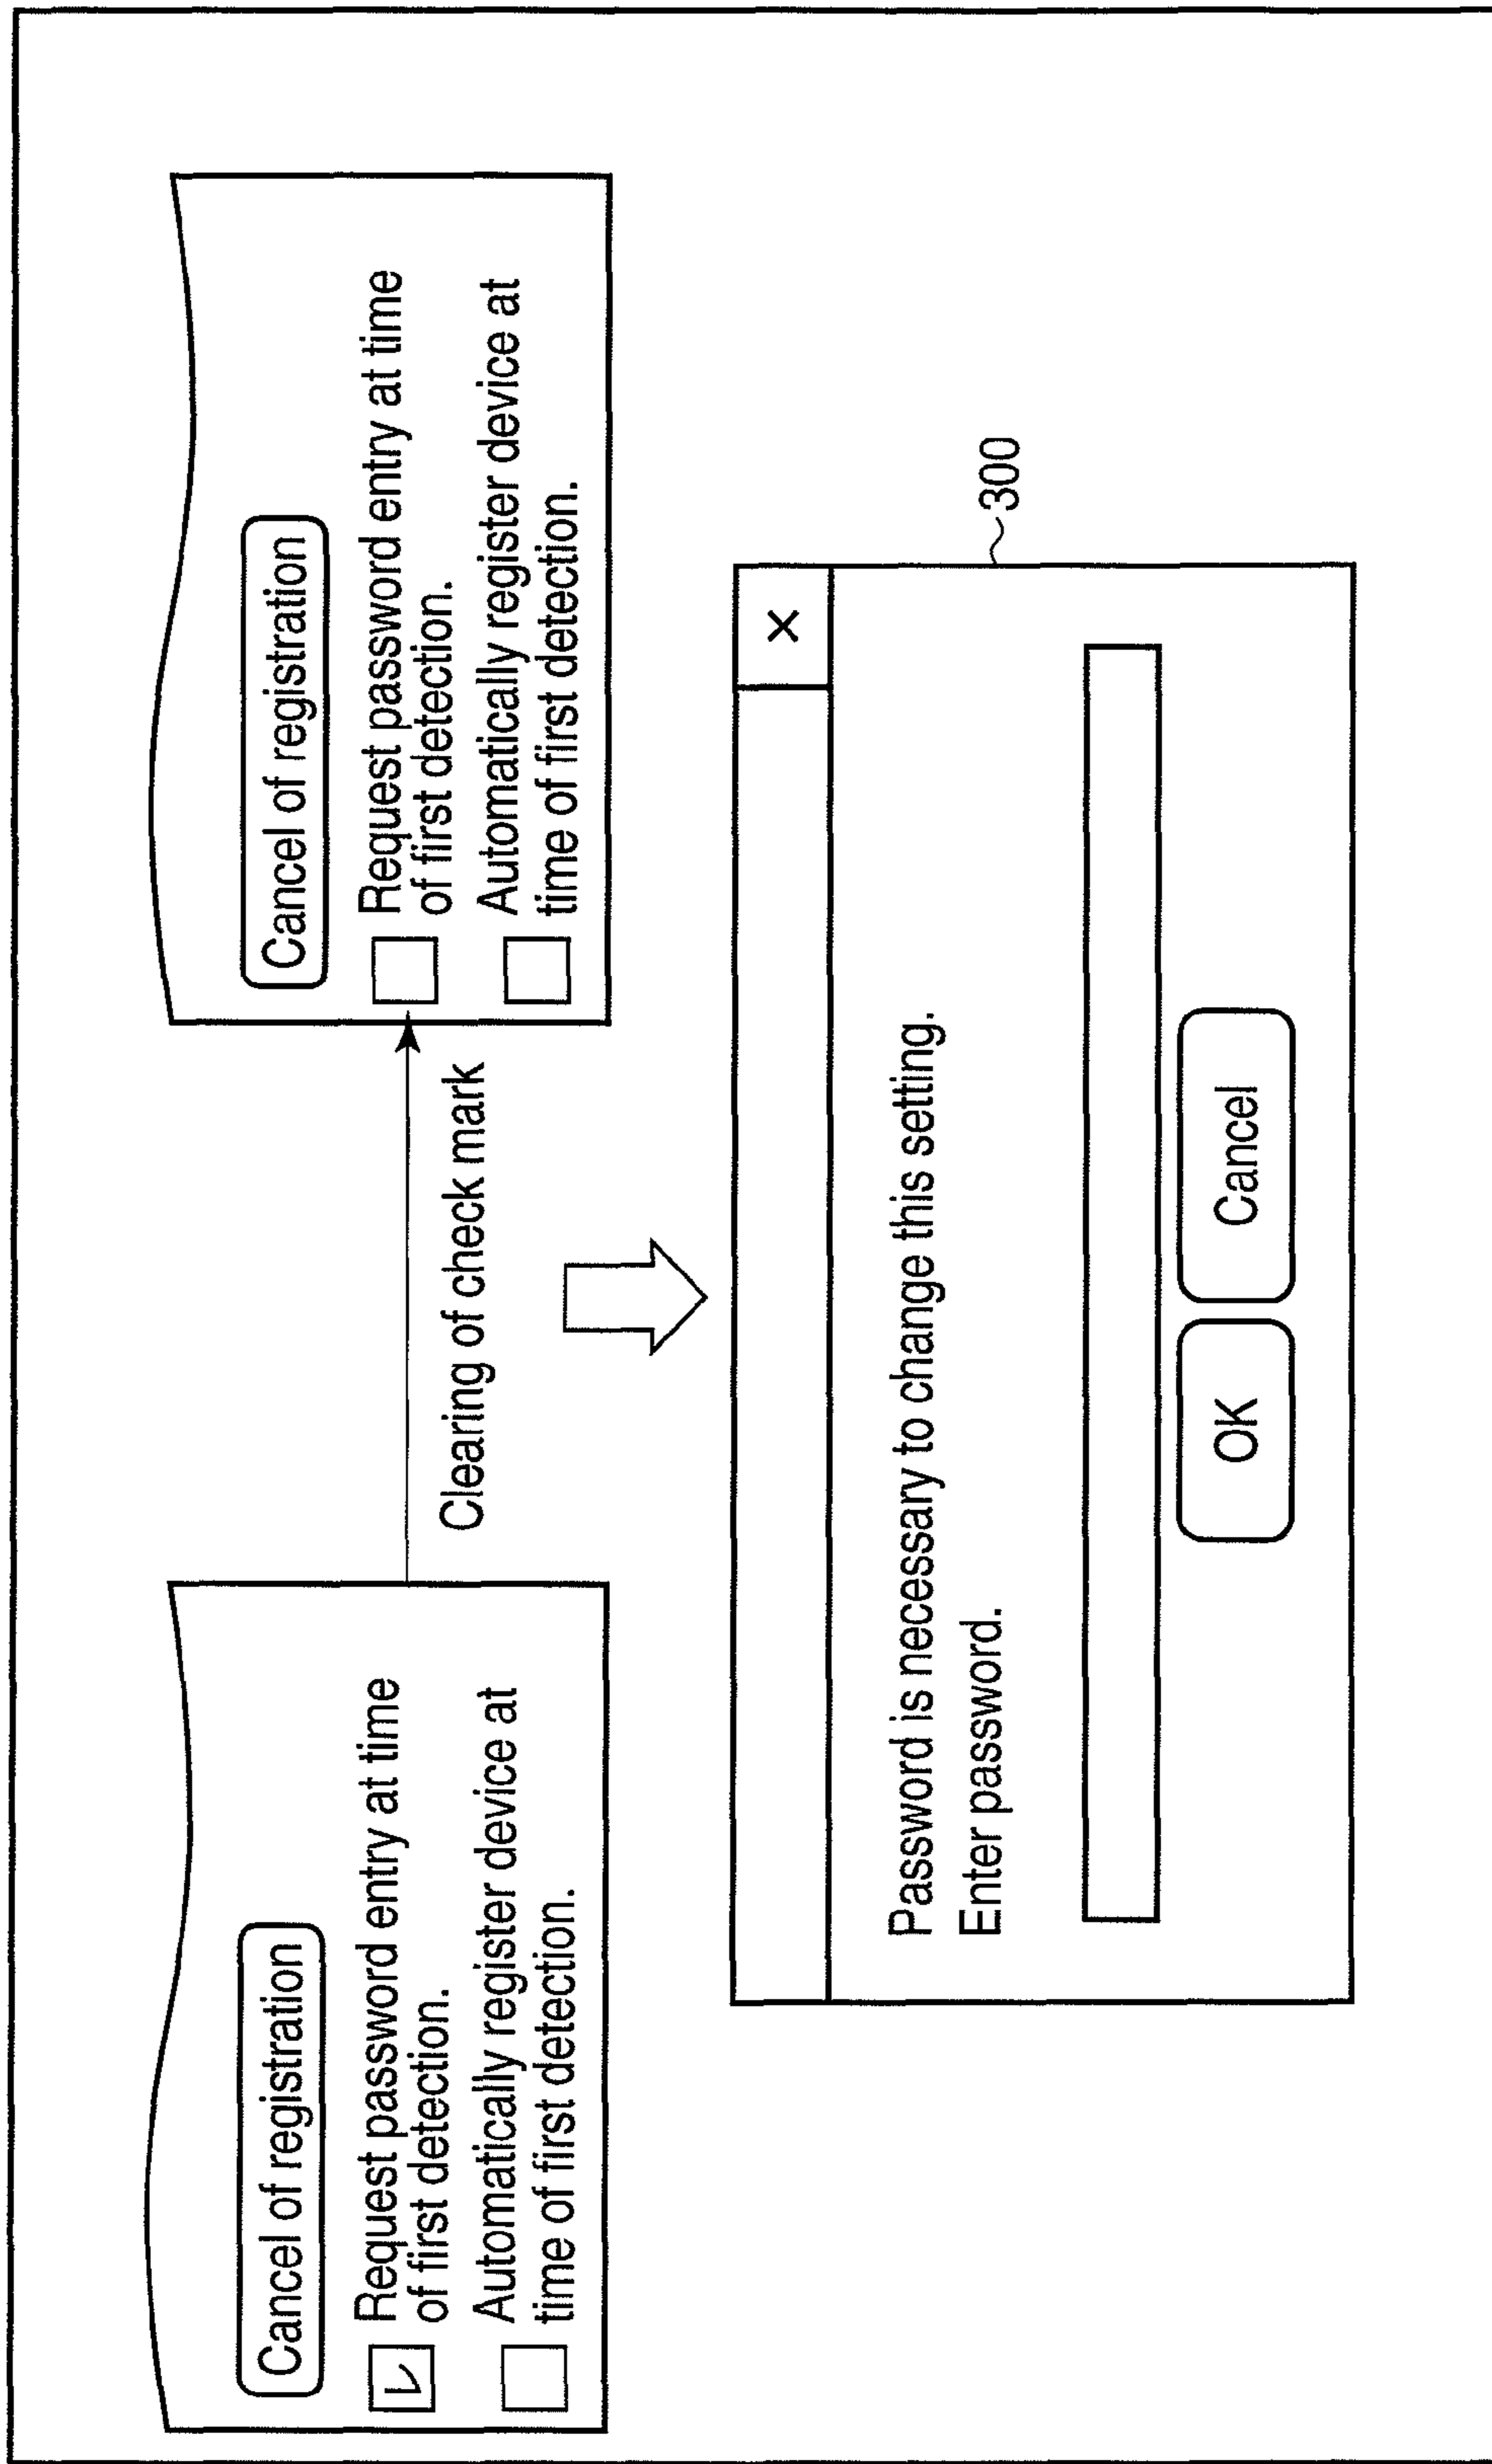 Cancel of registration
Request password entry at time
of first detection.
Automatically register device at
time of first detection.
Clearing of check mark
Cancel of registration
Request password entry at time
of first detection.
Automatically register device at
time of first detection.
×
300
Password is necessary to change this setting.
Enter password.
OK
Cancel